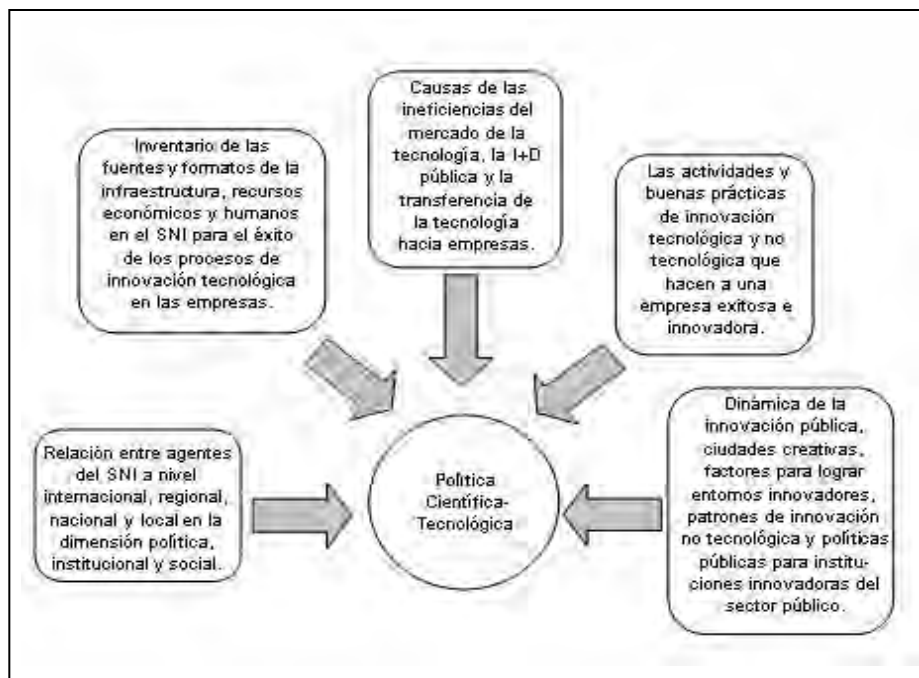 Causas de las
ineficiencias del
mercado de la
tecnología, la I+D
pública y la
transferencia de
la tecnología
hacia empresas.
Inventario de las
fuentes y formatos de la
infraestructura, recursos
económicos y humanos
en el SNI para el éxito
de los procesos de
innovación tecnológica
en las empresas.
Las actividades y
buenas prácticas
de innovación
tecnológica y no
tecnológica que
hacen a una
empresa exitosa e
innovadora.
Relación entre agentes
del SNI a nivel
internacional, regional,
nacional y local en la
dimensión política,
institucional y social.
Política
Científica-
Tecnológica
Dinámica de la
innovación pública,
ciudades creativas,
factores para lograr
entornos innovadores,
patrones de innovación
no tecnológica y políticas
públicas para institu-
ciones innovadoras del
sector público.